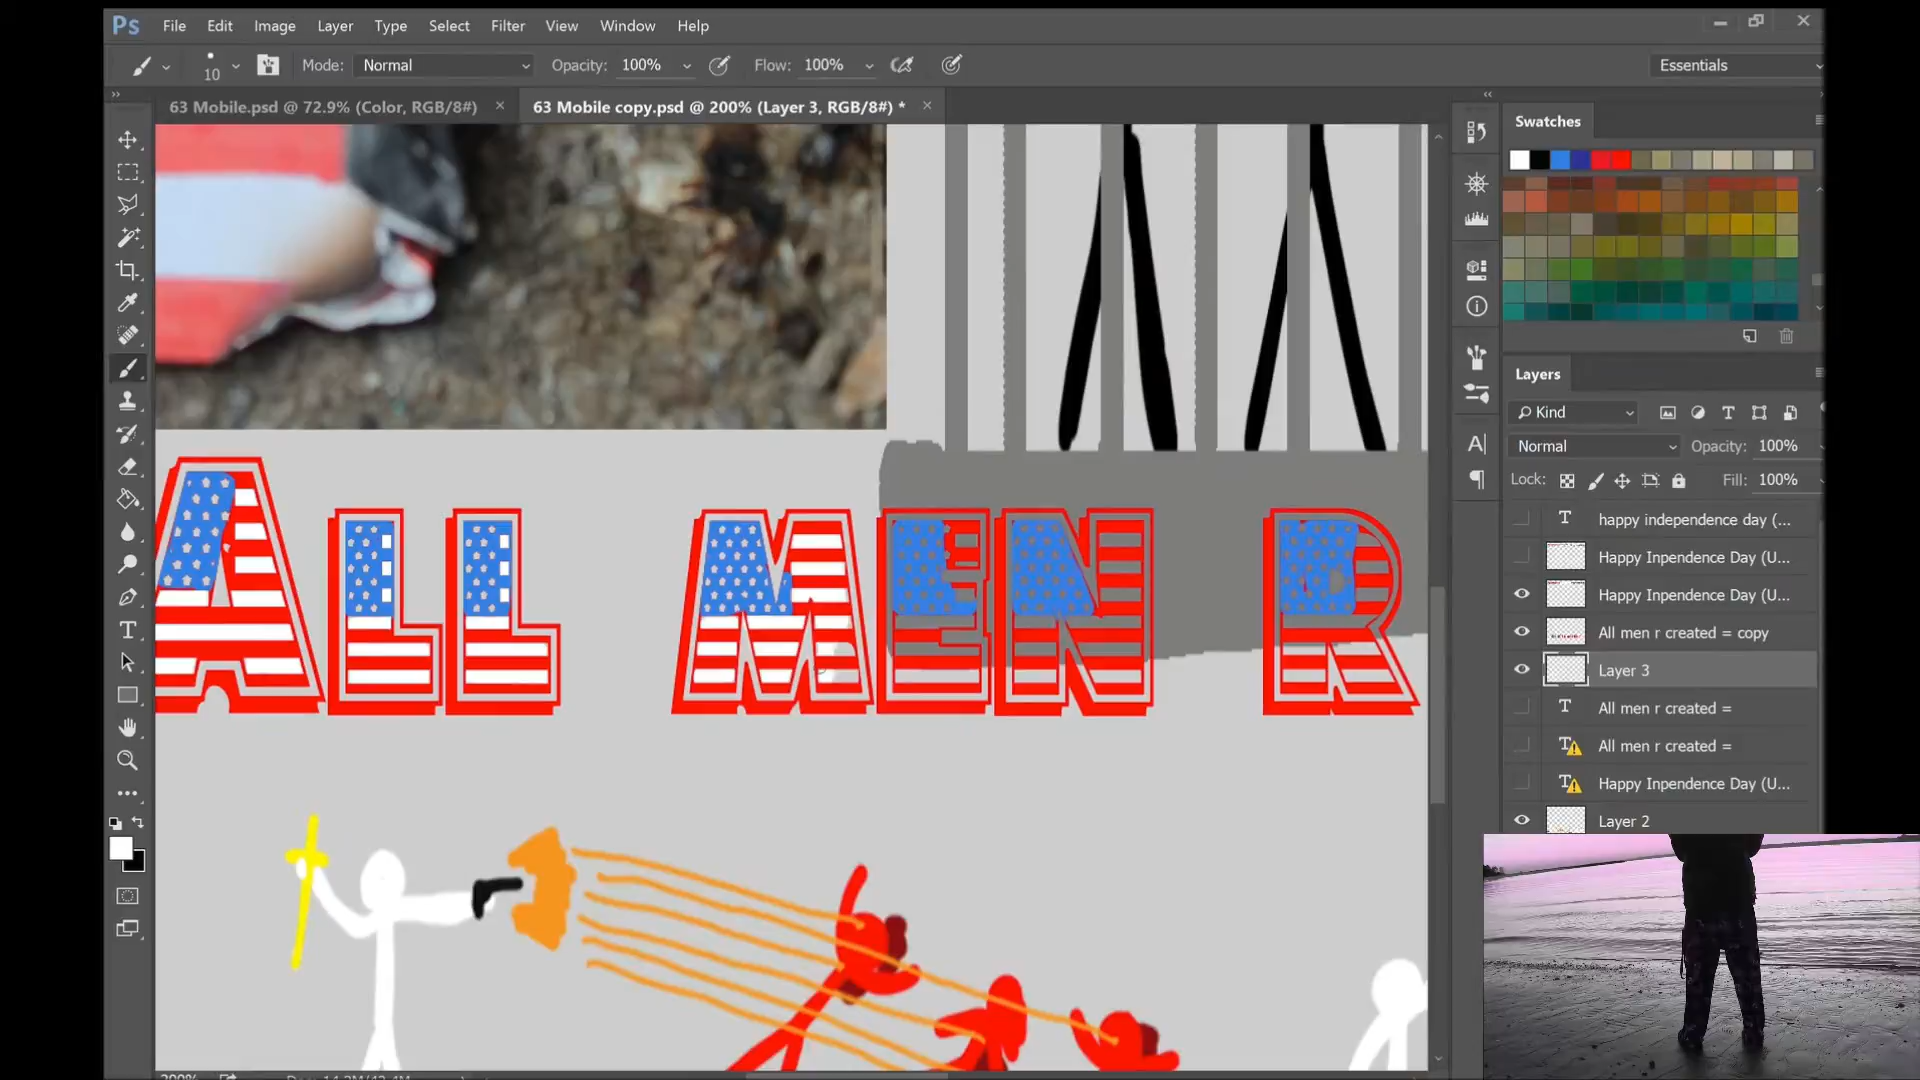 Ps File Edit Image Layer Type Select Filter View Window Help
10 Mode: Normal Opacity: 100% Flow: 100% Essentials
63 Mobile.psd @ 72.9% (Color, RGB/8#) × 63 Mobile copy.psd @ 200% (Layer 3, RGB/8#) * ×
Swatches
Layers
Kind
Normal Opacity: 100%
Lock: Fill: 100%
happy independence day (...
Happy Inpendence Day (U...
Happy Inpendence Day (U...
All men r created = copy
Layer 3
All men r created =
All men r created =
Happy Inpendence Day (U...
Layer 2
ALL MEN R